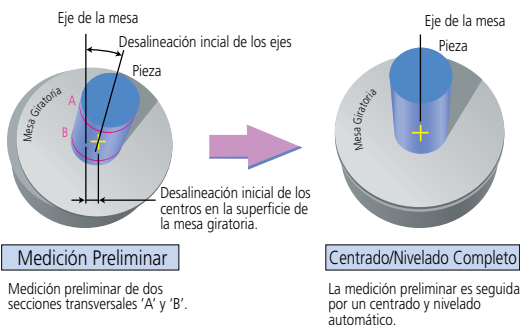 Eje de la mesa
Desalineación incial de los ejes
Pieza
A
B
Mesa Giratoria
Desalineación inicial de los
centros en la superficie de
la mesa giratoria.
Medición Preliminar
Medición preliminar de dos
secciones transversales 'A' y ‘B’.
Eje de la mesa
Pieza
Mesa Giratoria
Centrado/Nivelado Completo
La medición preliminar es seguida
por un centrado y nivelado
automático.